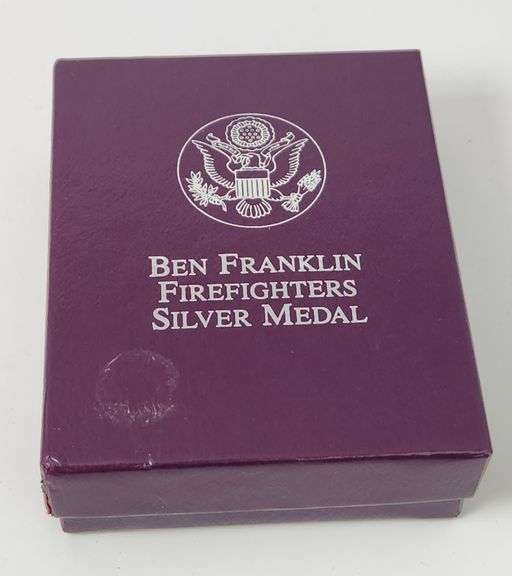 BEN FRANKLIN
FIREFIGHTERS
SILVER MEDAL